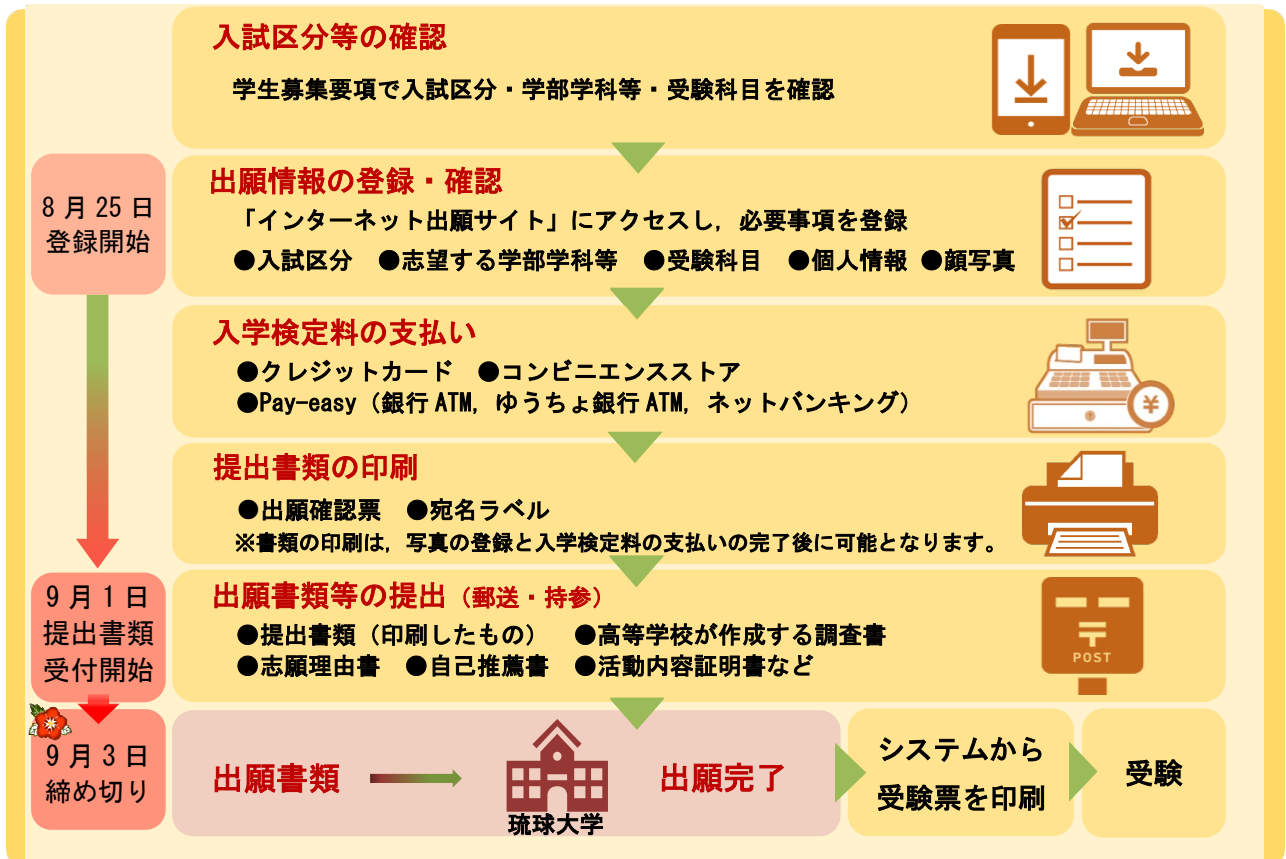 入試区分等の確認
学生募集要項で入試区分・学部学科等・受験科目を確認
8月25日
登録開始
出願情報の登録・確認
「インターネット出願サイト」にアクセスし，必要事項を登録
●入試区分　●志望する学部学科等　●受験科目　●個人情報　●顔写真
入学検定料の支払い
●クレジットカード　●コンビニエンスストア
●Pay-easy（銀行ATM，ゆうちょ銀行ATM，ネットバンキング）
¥
提出書類の印刷
●出願確認票　●宛名ラベル
※書類の印刷は，写真の登録と入学検定料の支払いの完了後に可能となります。
9月1日
提出書類
受付開始
出願書類等の提出（郵送・持参）
●提出書類（印刷したもの）　●高等学校が作成する調査書
●志願理由書　●自己推薦書　●活動内容証明書など
〒
POST
9月3日
締め切り
出願書類
琉球大学
出願完了
システムから
受験票を印刷
受験